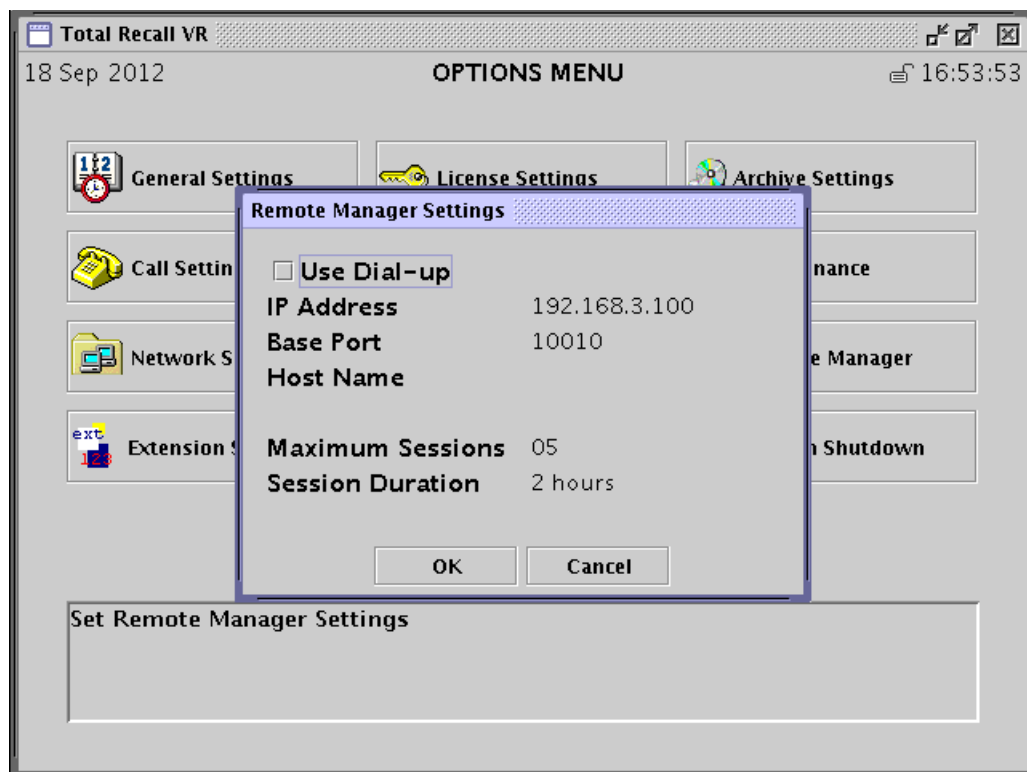 Total Recall VR
18 Sep 2012 OPTIONS MENU 16:53:53
General Settings License Settings Archive Settings
Remote Manager Settings
Call Settin nance
Use Dial-up
IP Address 192.168.3.100
Base Port 10010
Network S e Manager
Host Name
ext 123 Extension Shutdown
Maximum Sessions 05
Session Duration 2 hours
OK Cancel
Set Remote Manager Settings